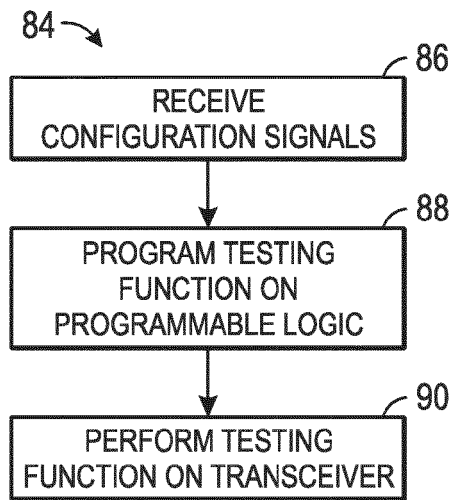 84
86
RECEIVE
CONFIGURATION SIGNALS
88
PROGRAM TESTING
FUNCTION ON
PROGRAMMABLE LOGIC
90
PERFORM TESTING
FUNCTION ON TRANSCEIVER